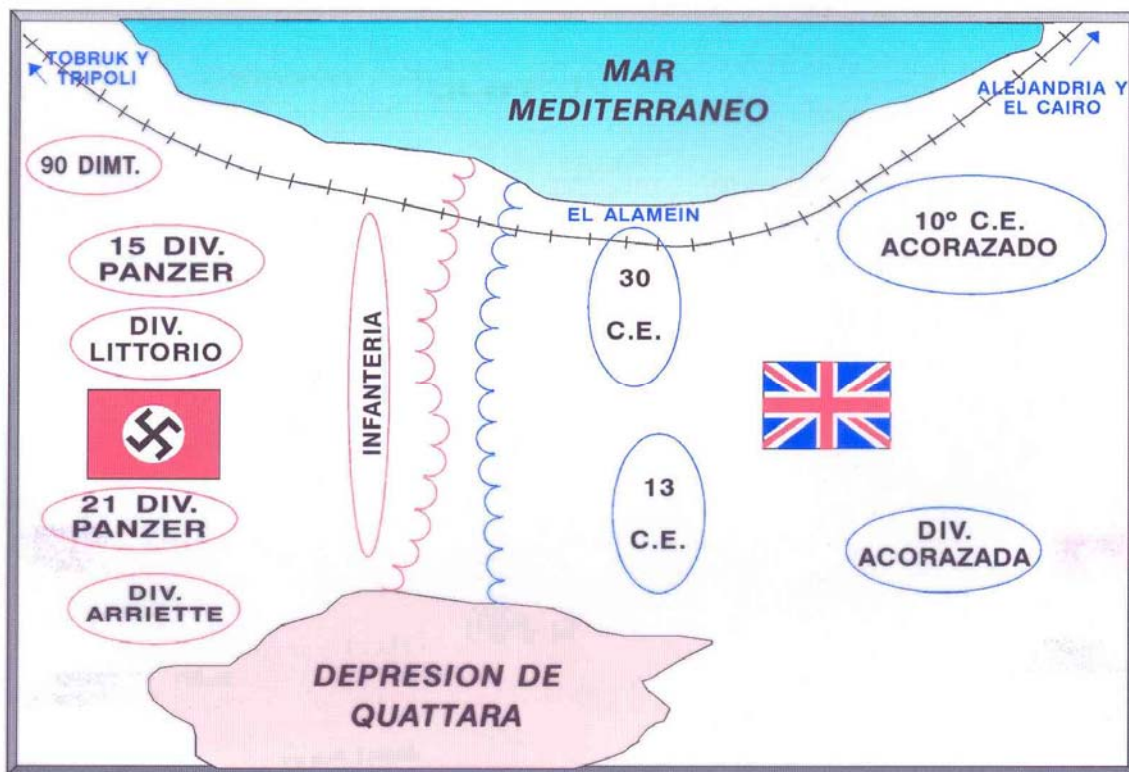 TOBRUK Y
TRIPOLI
MAR
MEDITERRANEO
ALEJANDRIA Y
EL CAIRO
90 DIMT.
EL ALAMEIN
10º C.E.
ACORAZADO
15 DIV.
PANZER
30
C.E.
DIV.
LITTORIO
INFANTERIA
21 DIV.
PANZER
13
C.E.
DIV.
ACORAZADA
DIV.
ARRIETTE
DEPRESION DE
QUATTARA